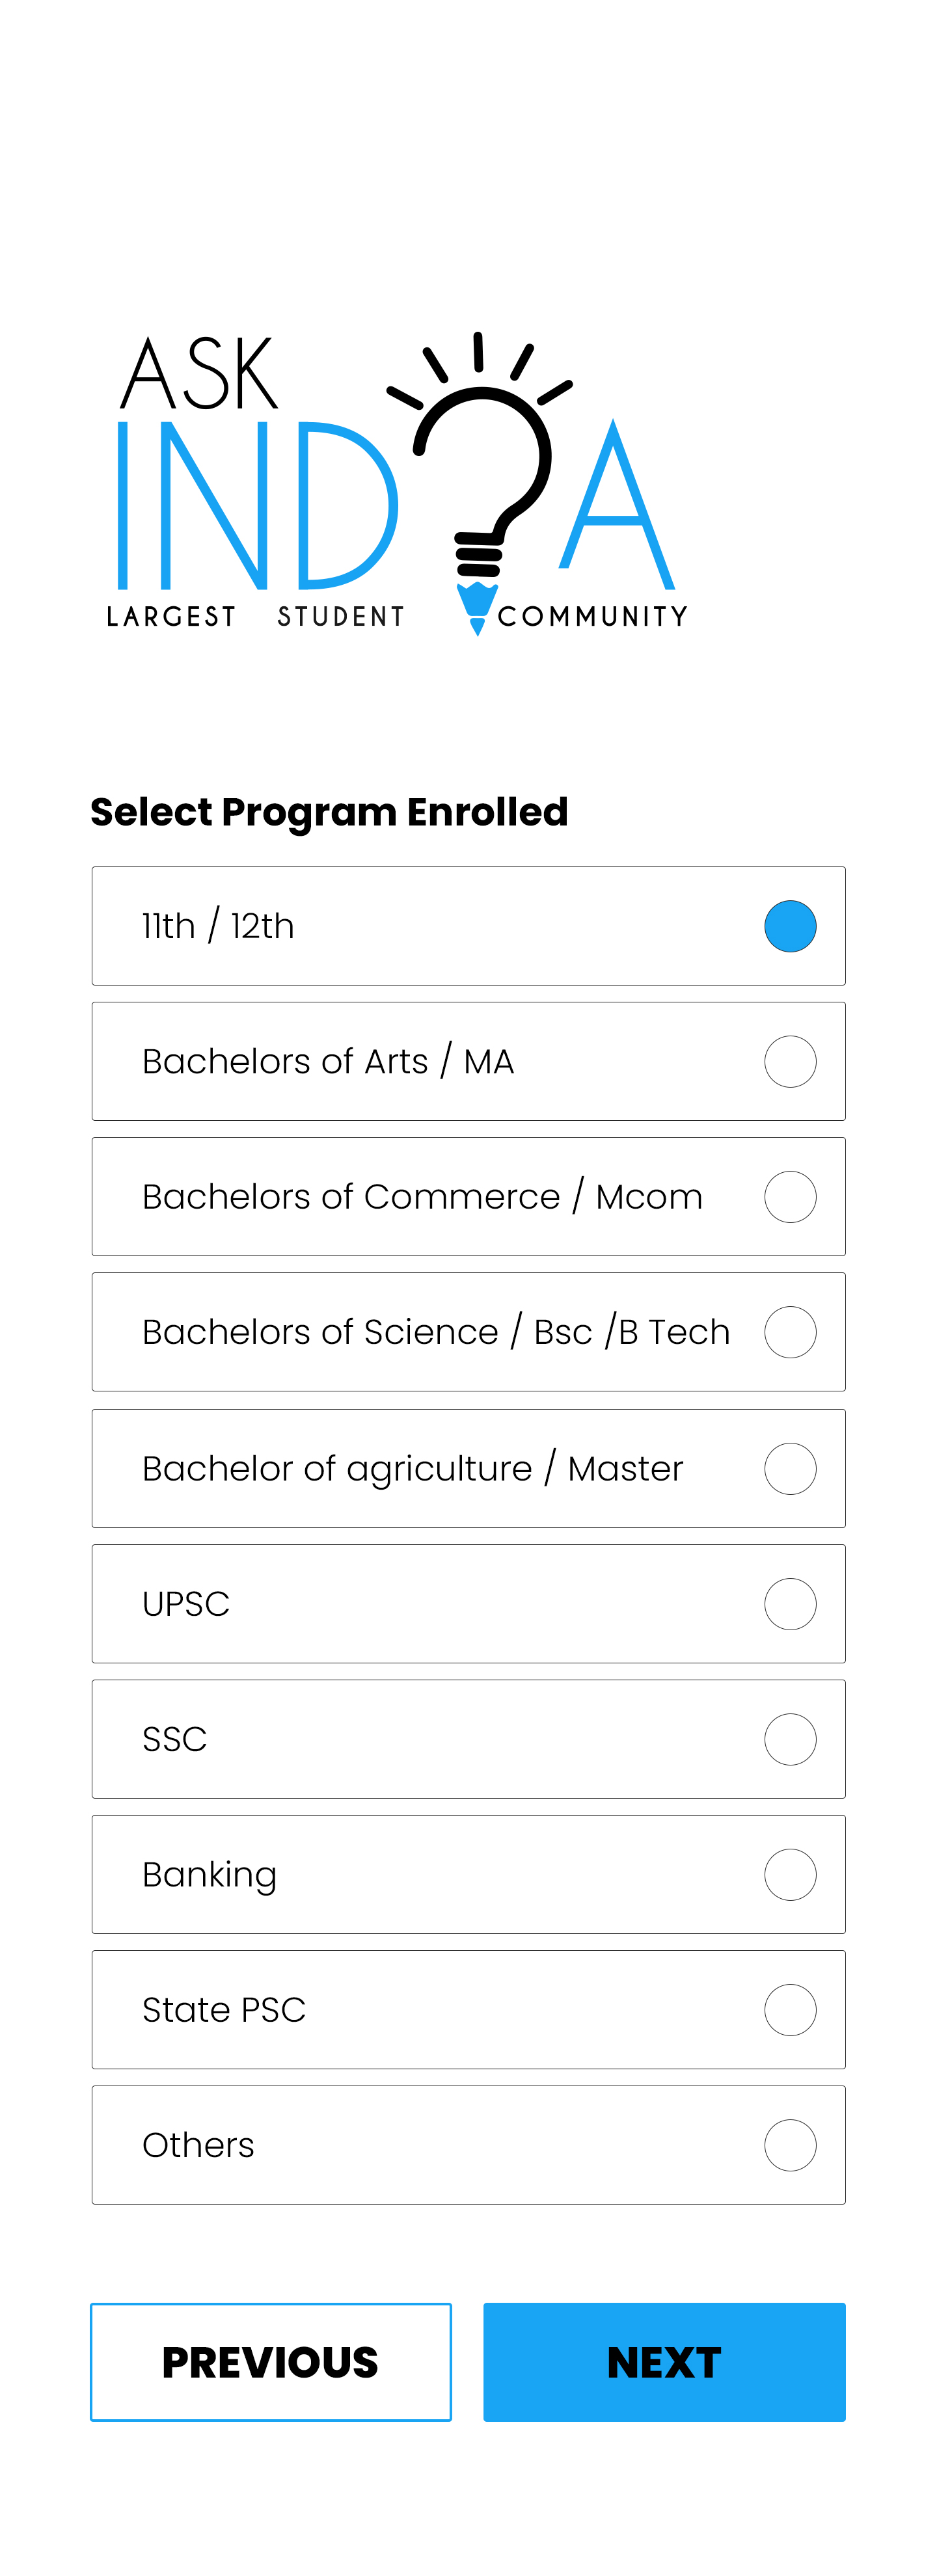 ASK
INDIA
LARGEST STUDENT COMMUNITY
Select Program Enrolled
11th / 12th
Bachelors of Arts / MA
Bachelors of Commerce / Mcom
Bachelors of Science / Bsc /B Tech
Bachelor of agriculture / Master
UPSC
SSC
Banking
State PSC
Others
PREVIOUS NEXT